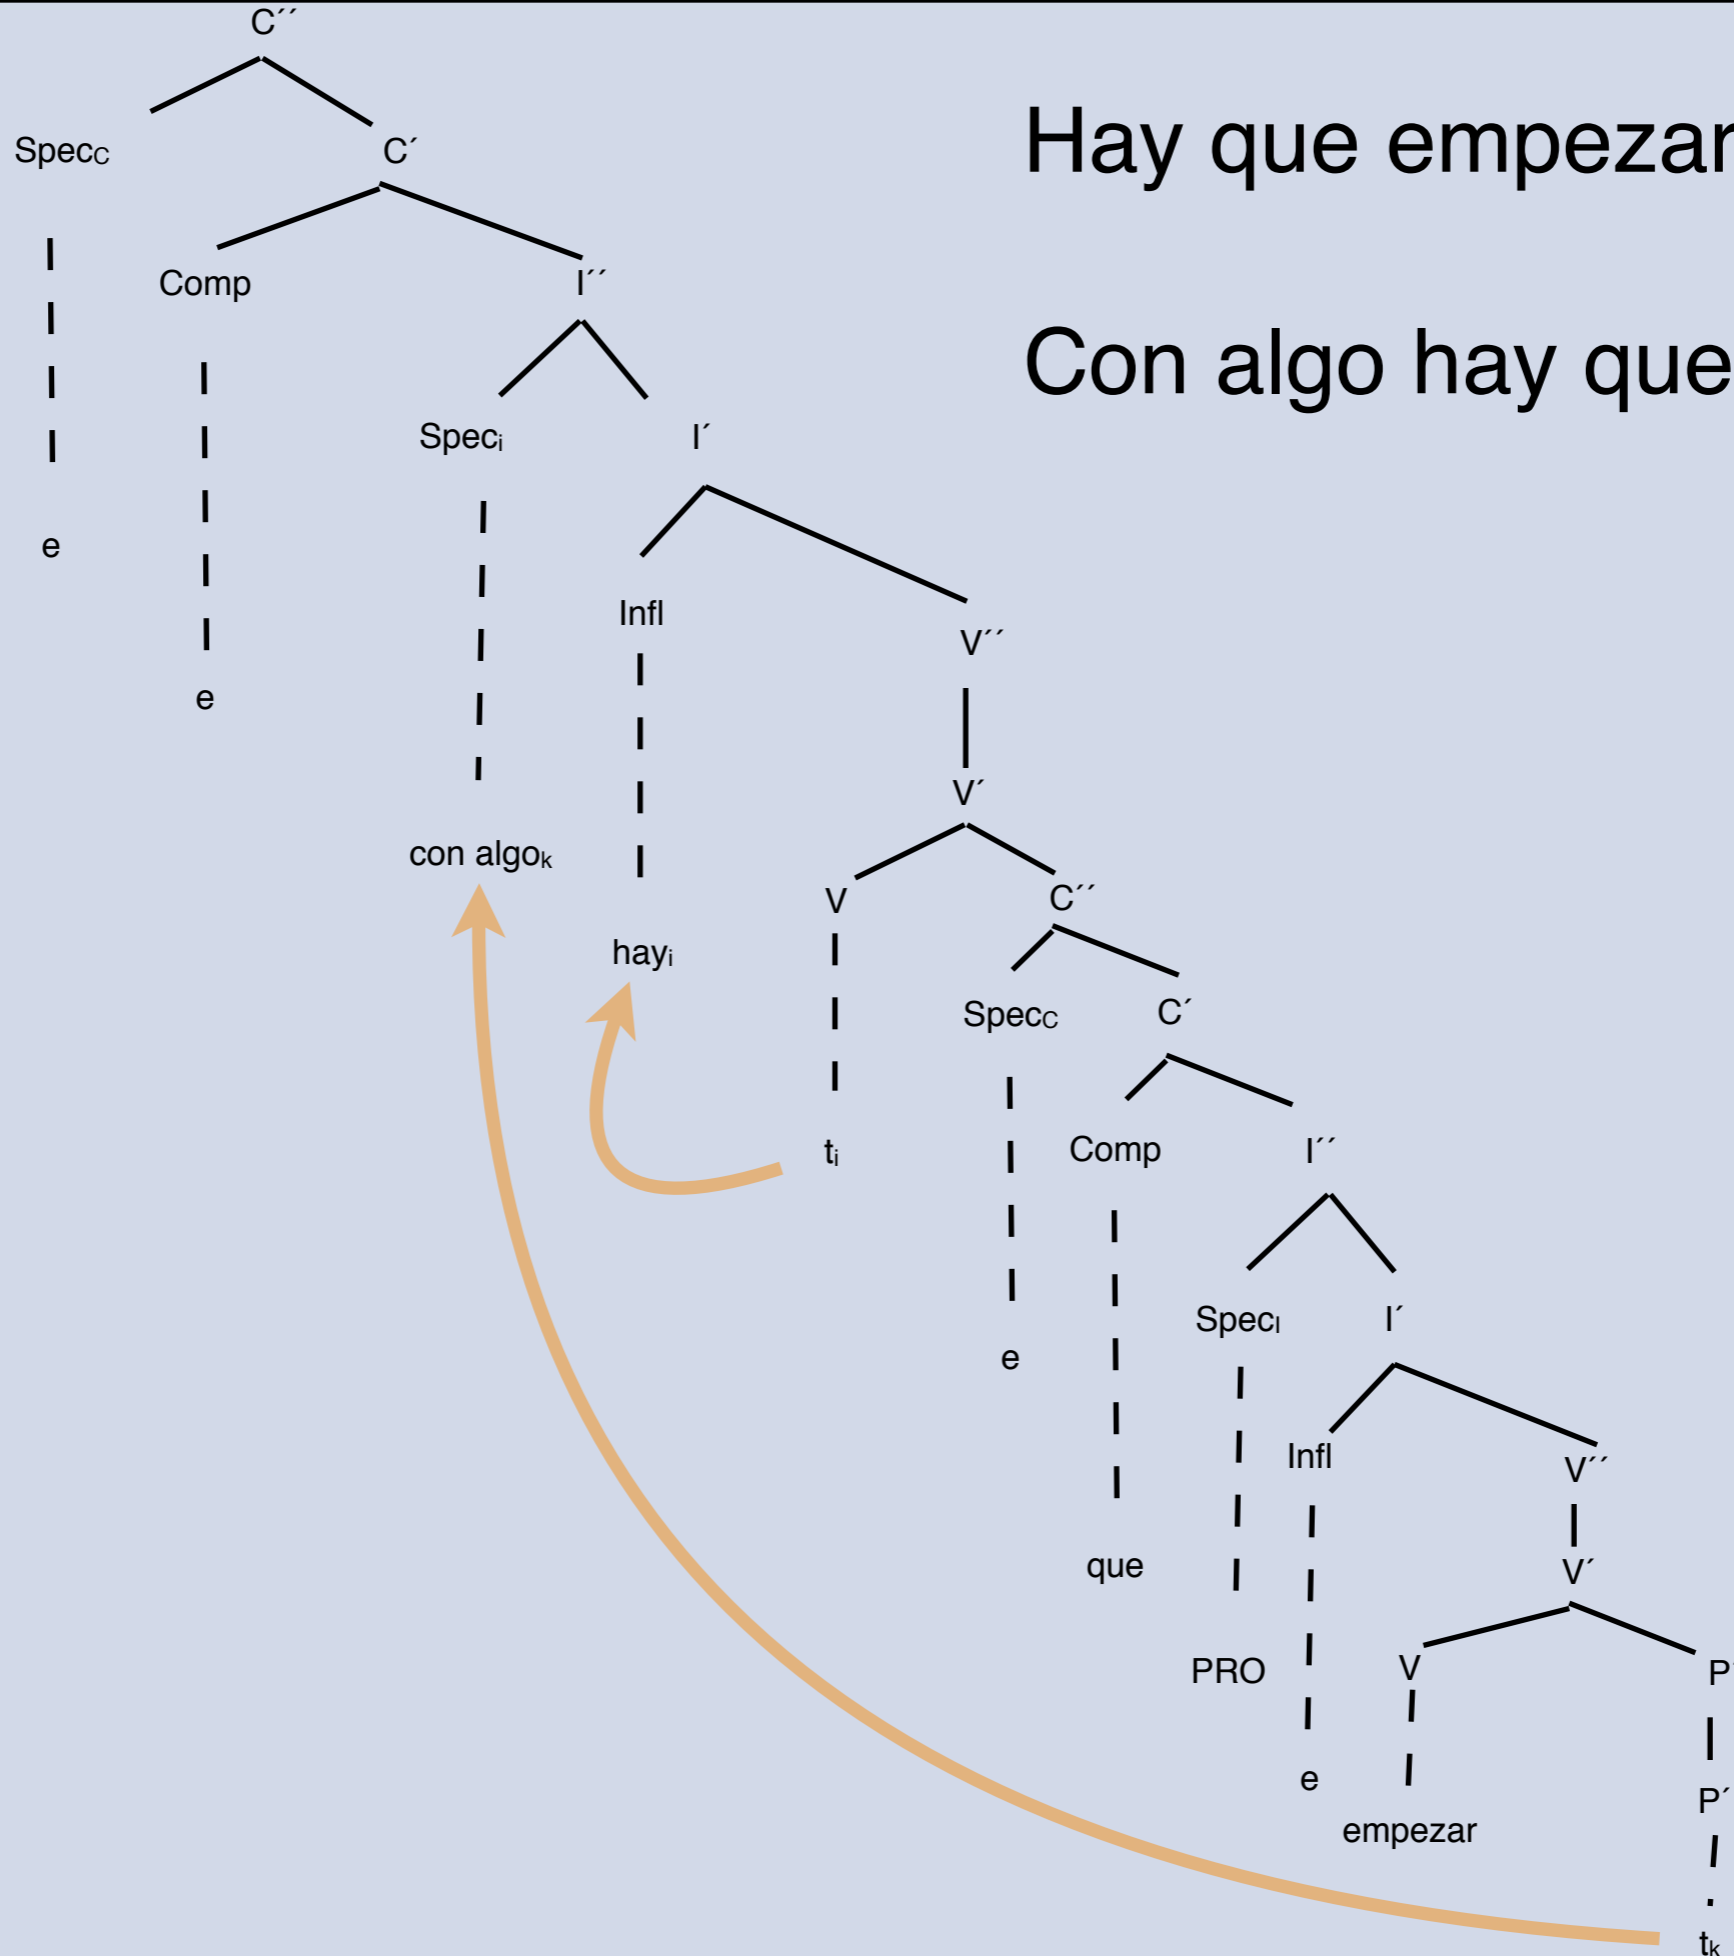 C´´
Hay que empezar
Specc C´
Comp I´´
Con algo hay que
Speci I´
e
Infl
V´´
e
V´
con algok
V C´´
hayi
Specc C´
ti
Comp I´´
SpecI I´
e
Infl
V´´
que
V´
PRO
V
e
P´
empezar
tk